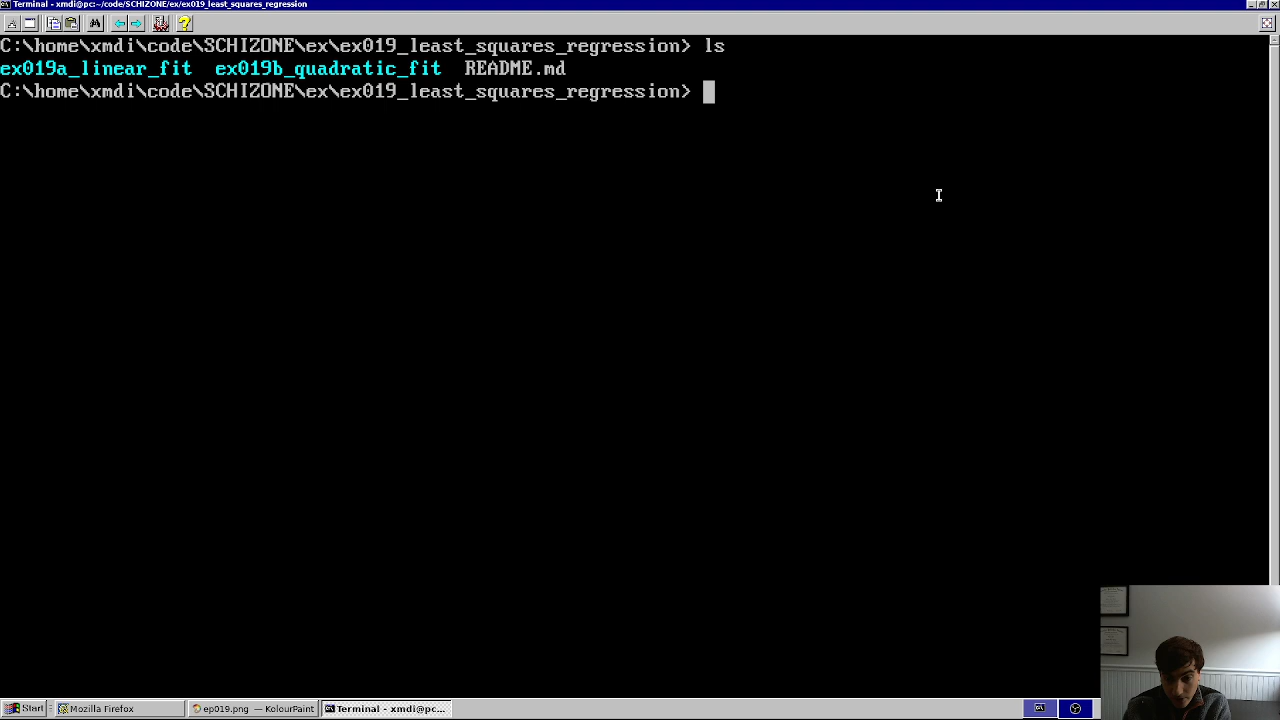 Terminal - xmdi@pc:~/code/SCHIZONE/ex/ex019_least_squares_regression
C:\home\xmdi\code\SCHIZONE\ex\ex019_least_squares_regression> ls
ex019a_linear_fit ex019b_quadratic_fit README.md
C:\home\xmdi\code\SCHIZONE\ex\ex019_least_squares_regression>
Start Mozilla Firefox ep019.png — KolourPaint Terminal - xmdi@pc...